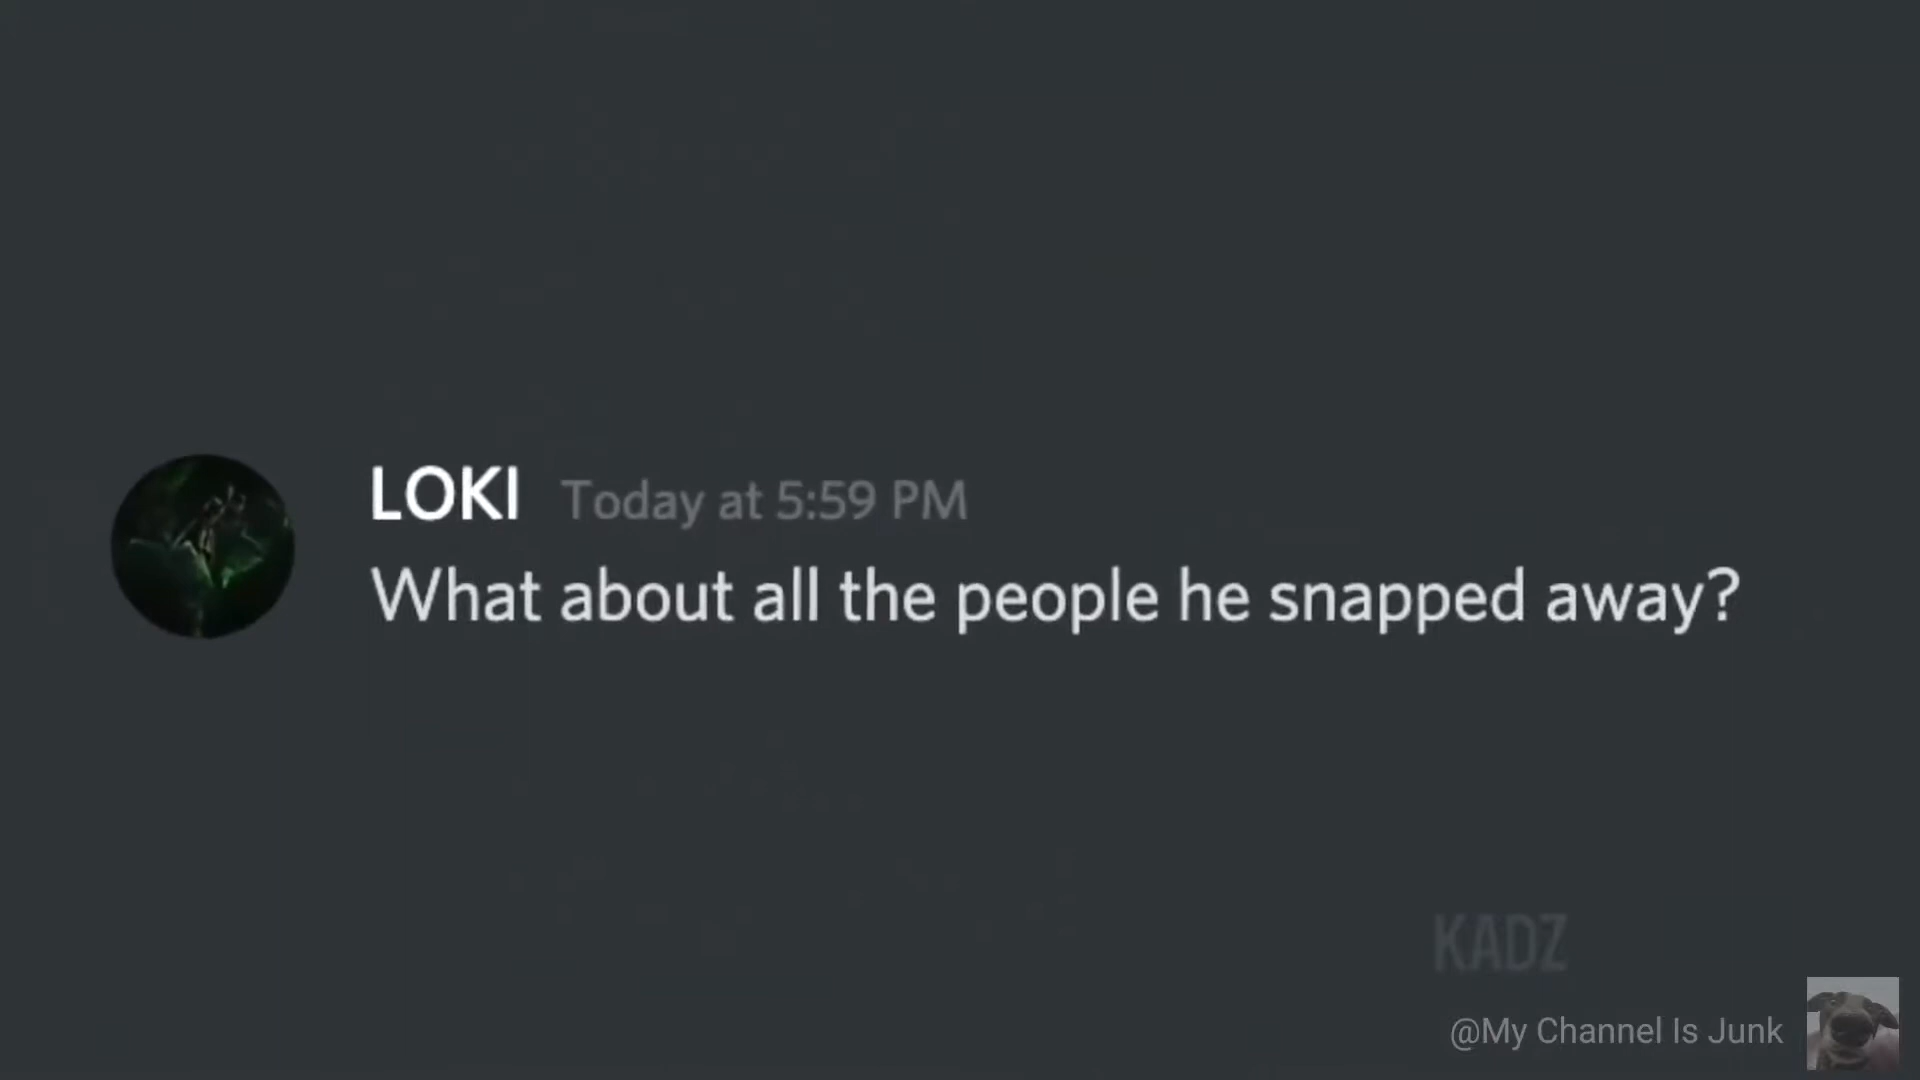 LOKI Today at 5:59 PM
What about all the people he snapped away?
KADZ
@My Channel Is Junk